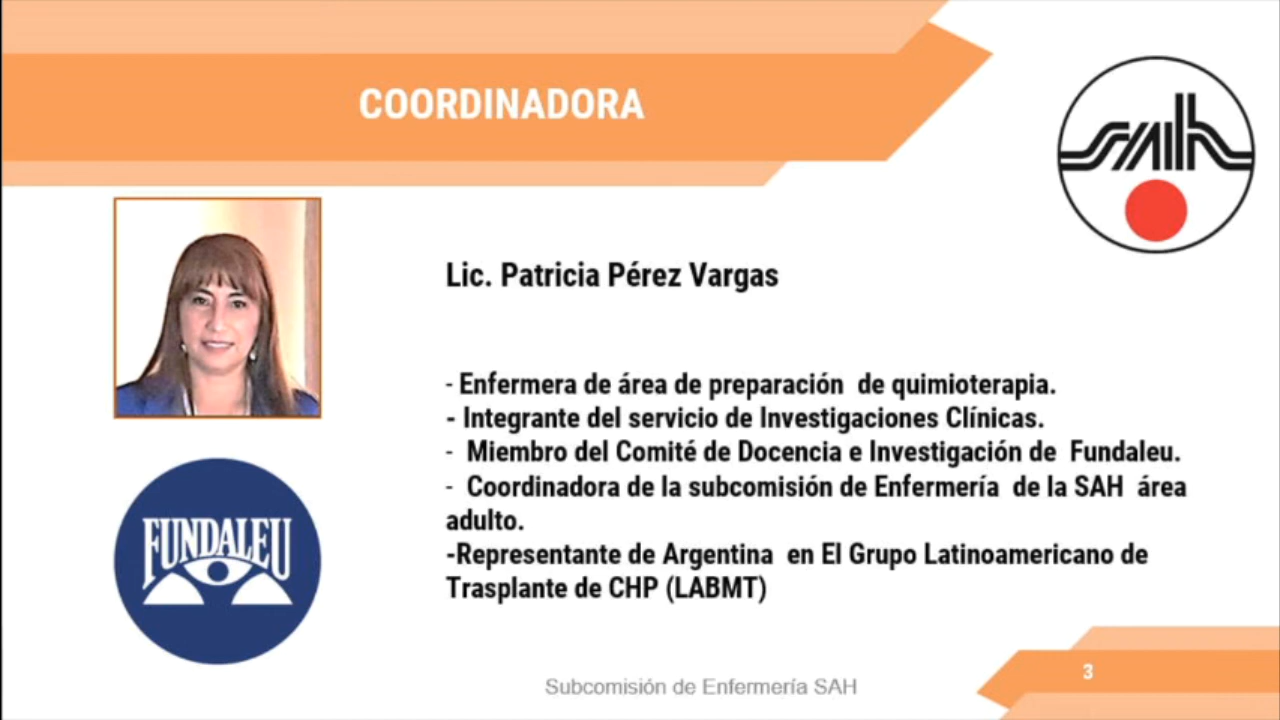 COORDINADORA
SAIh
Lic. Patricia Pérez Vargas
- Enfermera de área de preparación de quimioterapia.
- Integrante del servicio de Investigaciones Clínicas.
- Miembro del Comité de Docencia e Investigación de Fundaleu.
- Coordinadora de la subcomisión de Enfermería de la SAH área
adulto.
-Representante de Argentina en El Grupo Latinoamericano de
Trasplante de CHP (LABMT)
FUNDALEU
Subcomisión de Enfermería SAH
3